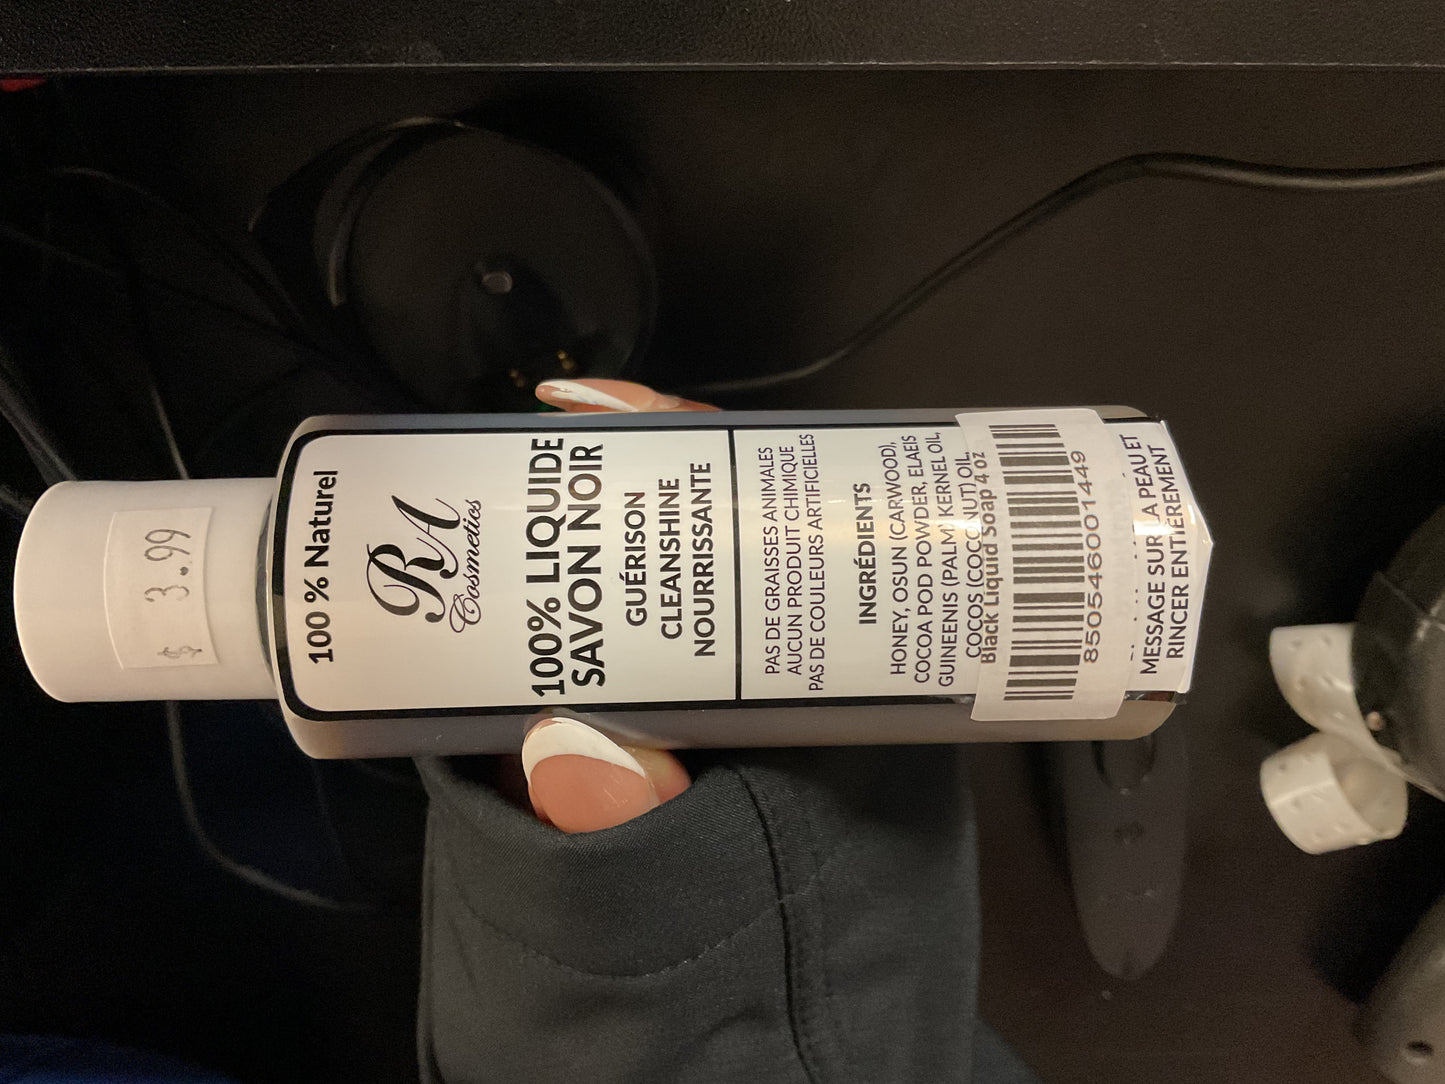 $ 3.99
100 % Naturel
RA
Cosmetics
100% LIQUIDE
SAVON NOIR
GUÉRISON
CLEANSHINE
NOURRISSANTE
PAS DE GRAISSES ANIMALES
AUCUN PRODUIT CHIMIQUE
PAS DE COULEURS ARTIFICIELLES
INGRÉDIENTS
HONEY, OSUN (CARWOOD),
COCOA POD POWDER, ELAEIS
GUINEENIS (PALM) KERNEL OIL,
COCOS (COCONUT) OIL
Black Liquid Soap 4 oz
850546001449
MESSAGE SUR LA PEAU ET
RINCER ENTIÈREMENT